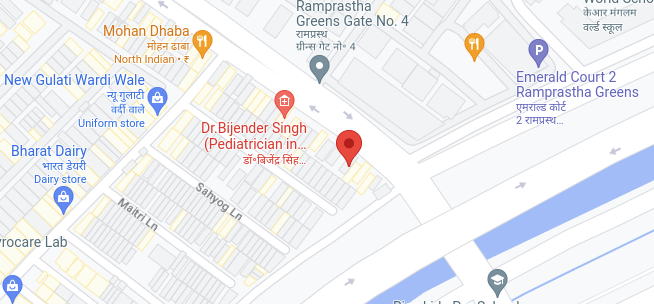 Ramprastha
Greens Gate No. 4
रामप्रस्थ
ग्रीन्स गेट नो॰ 4
केआर मंगलम
वर्ल्ड स्कूल
Mohan Dhaba
मोहन ढाबा
North Indian • ₹
P
Emerald Court 2
Ramprastha Greens
एमराल्ड कोर्ट
2 रामप्रस्थ...
New Gulati Wardi Wale
न्यू गुलाटी
वर्दी वाले
Uniform store
Dr.Bijender Singh
(Pediatrician in...
डॉ॰बिजेंद्र सिंह...
Bharat Dairy
भारत डेयरी
Dairy store
Sahyog Ln
Maitri Ln
rocare Lab